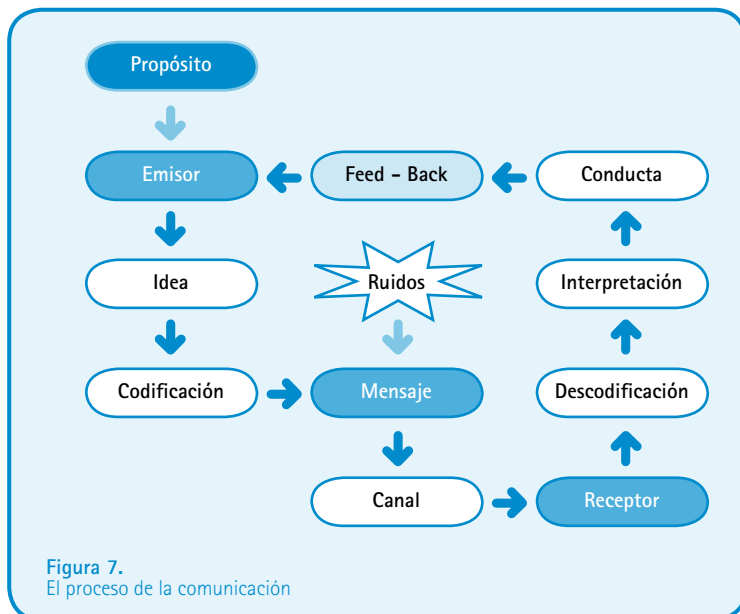 Propósito
Emisor
Feed - Back
Conducta
Idea
Ruidos
Interpretación
Codificación
Mensaje
Descodificación
Canal
Receptor
Figura 7.
El proceso de la comunicación